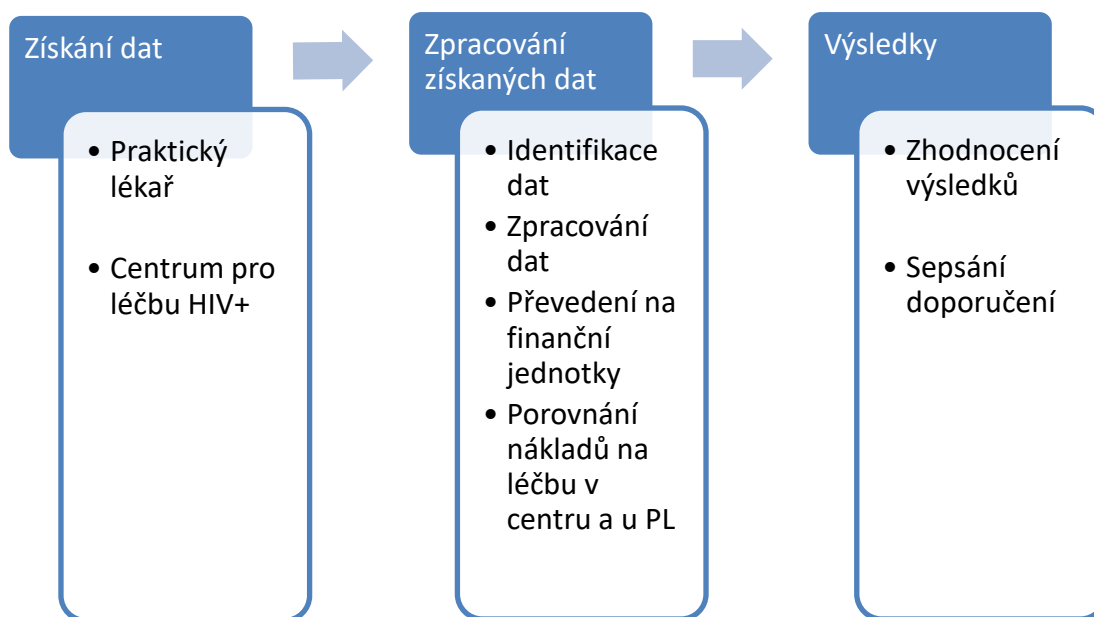 Získání dat
• Praktický
lékař
• Centrum pro
léčbu HIV+
Zpracování
získaných dat
• Identifikace
dat
• Zpracování
dat
• Převedení na
finanční
jednotky
• Porovnání
nákladů na
léčbu v
centru a u PL
Výsledky
• Zhodnocení
výsledků
• Sepsání
doporučení